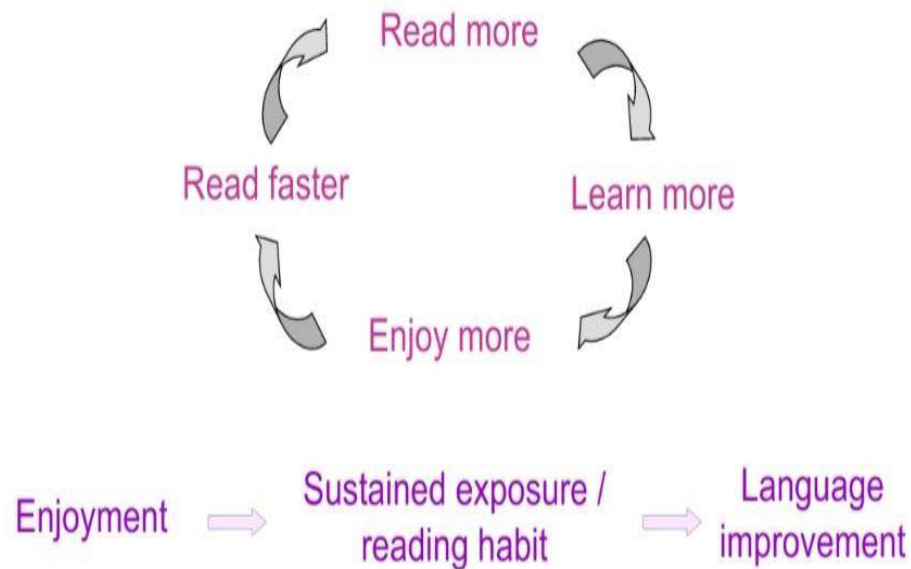 Read more
Read faster
Learn more
Enjoy more
Enjoyment
Sustained exposure /
reading habit
Language
improvement